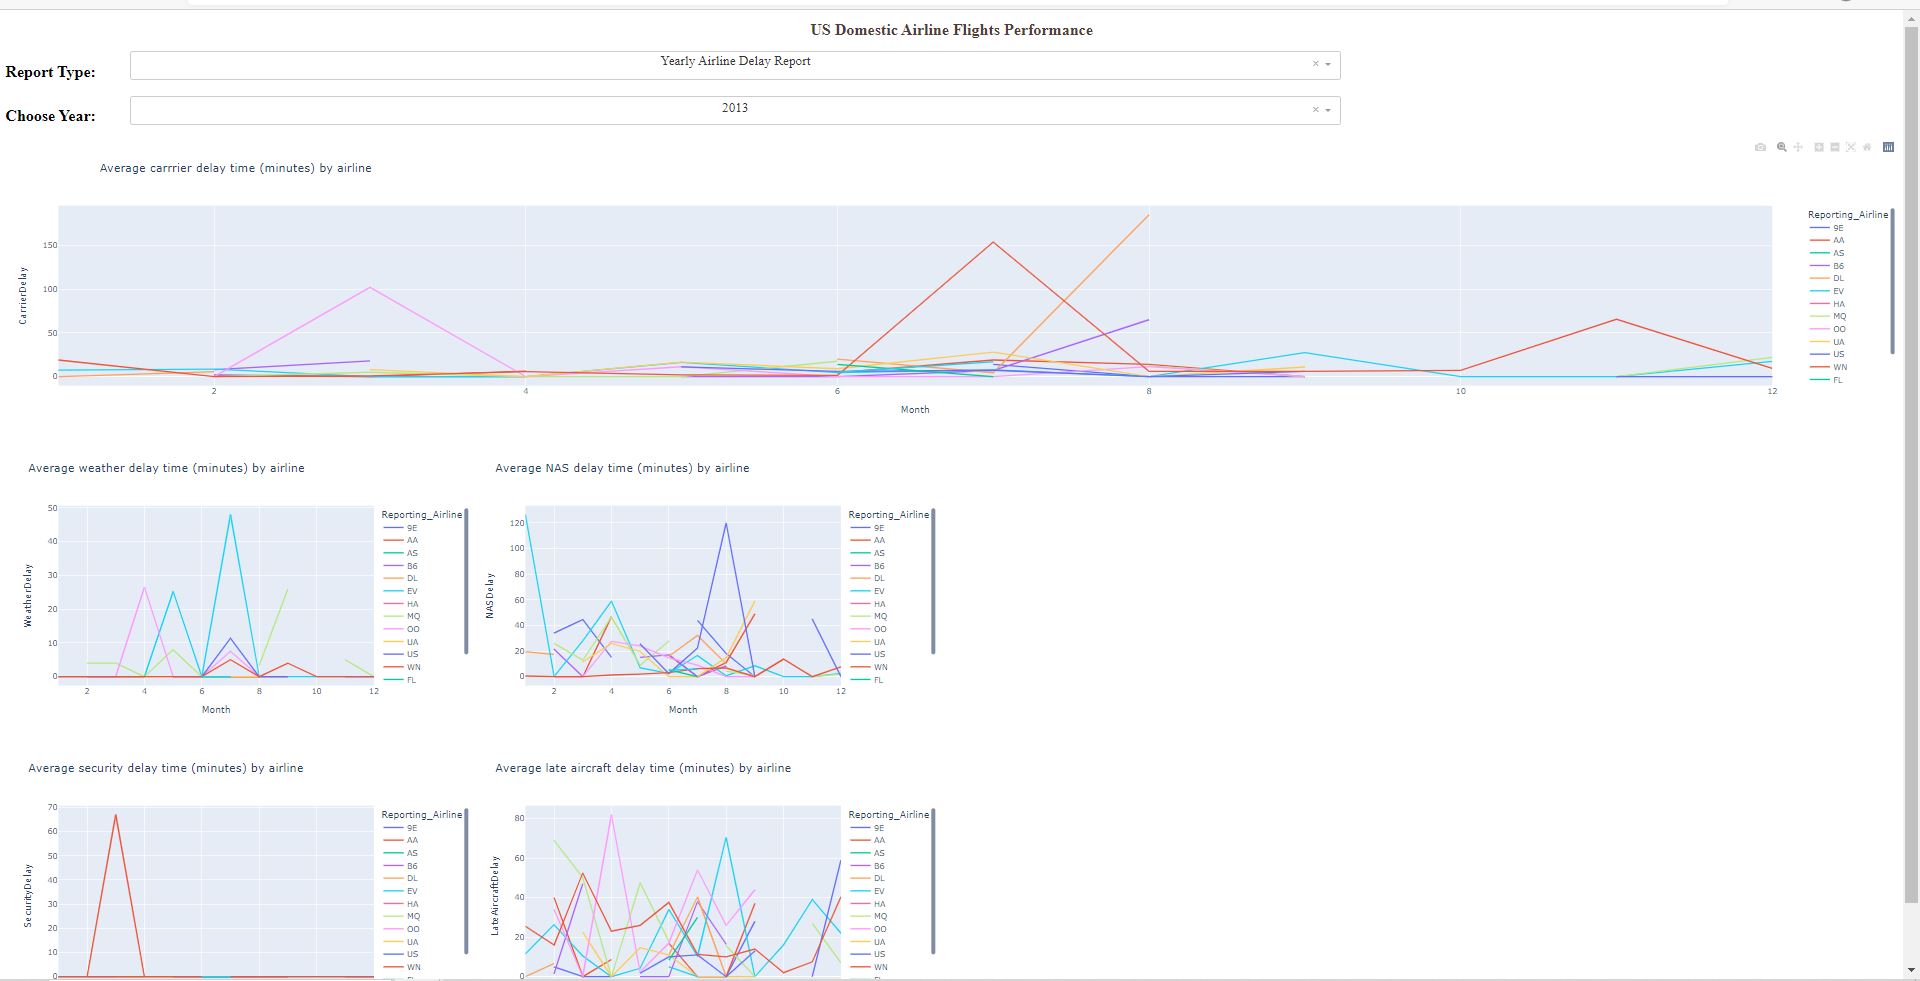 US Domestic Airline Flights Performance
Report Type:
Yearly Airline Delay Report
× 
Choose Year:
2013
×
Average carrrier delay time (minutes) by airline
CarrierDelay
150
100
50
0
2
4
6
8
10
12
Month
Reporting_Airline
9E
AA
AS
B6
DL
EV
HA
MQ
OO
UA
US
WN
FL
Average weather delay time (minutes) by airline
WeatherDelay
50
40
30
20
10
0
2
4
6
8
10
12
Month
Reporting_Airline
9E
AA
AS
B6
DL
EV
HA
MQ
OO
UA
US
WN
FL
Average NAS delay time (minutes) by airline
NASDelay
120
100
80
60
40
20
0
2
4
6
8
10
12
Month
Reporting_Airline
9E
AA
AS
B6
DL
EV
HA
MQ
OO
UA
US
WN
FL
Average security delay time (minutes) by airline
SecurityDelay
70
60
50
40
30
20
10
0
Reporting_Airline
9E
AA
AS
B6
DL
EV
HA
MQ
OO
UA
US
WN
Average late aircraft delay time (minutes) by airline
LateAircraftDelay
80
60
40
20
0
Reporting_Airline
9E
AA
AS
B6
DL
EV
HA
MQ
OO
UA
US
WN